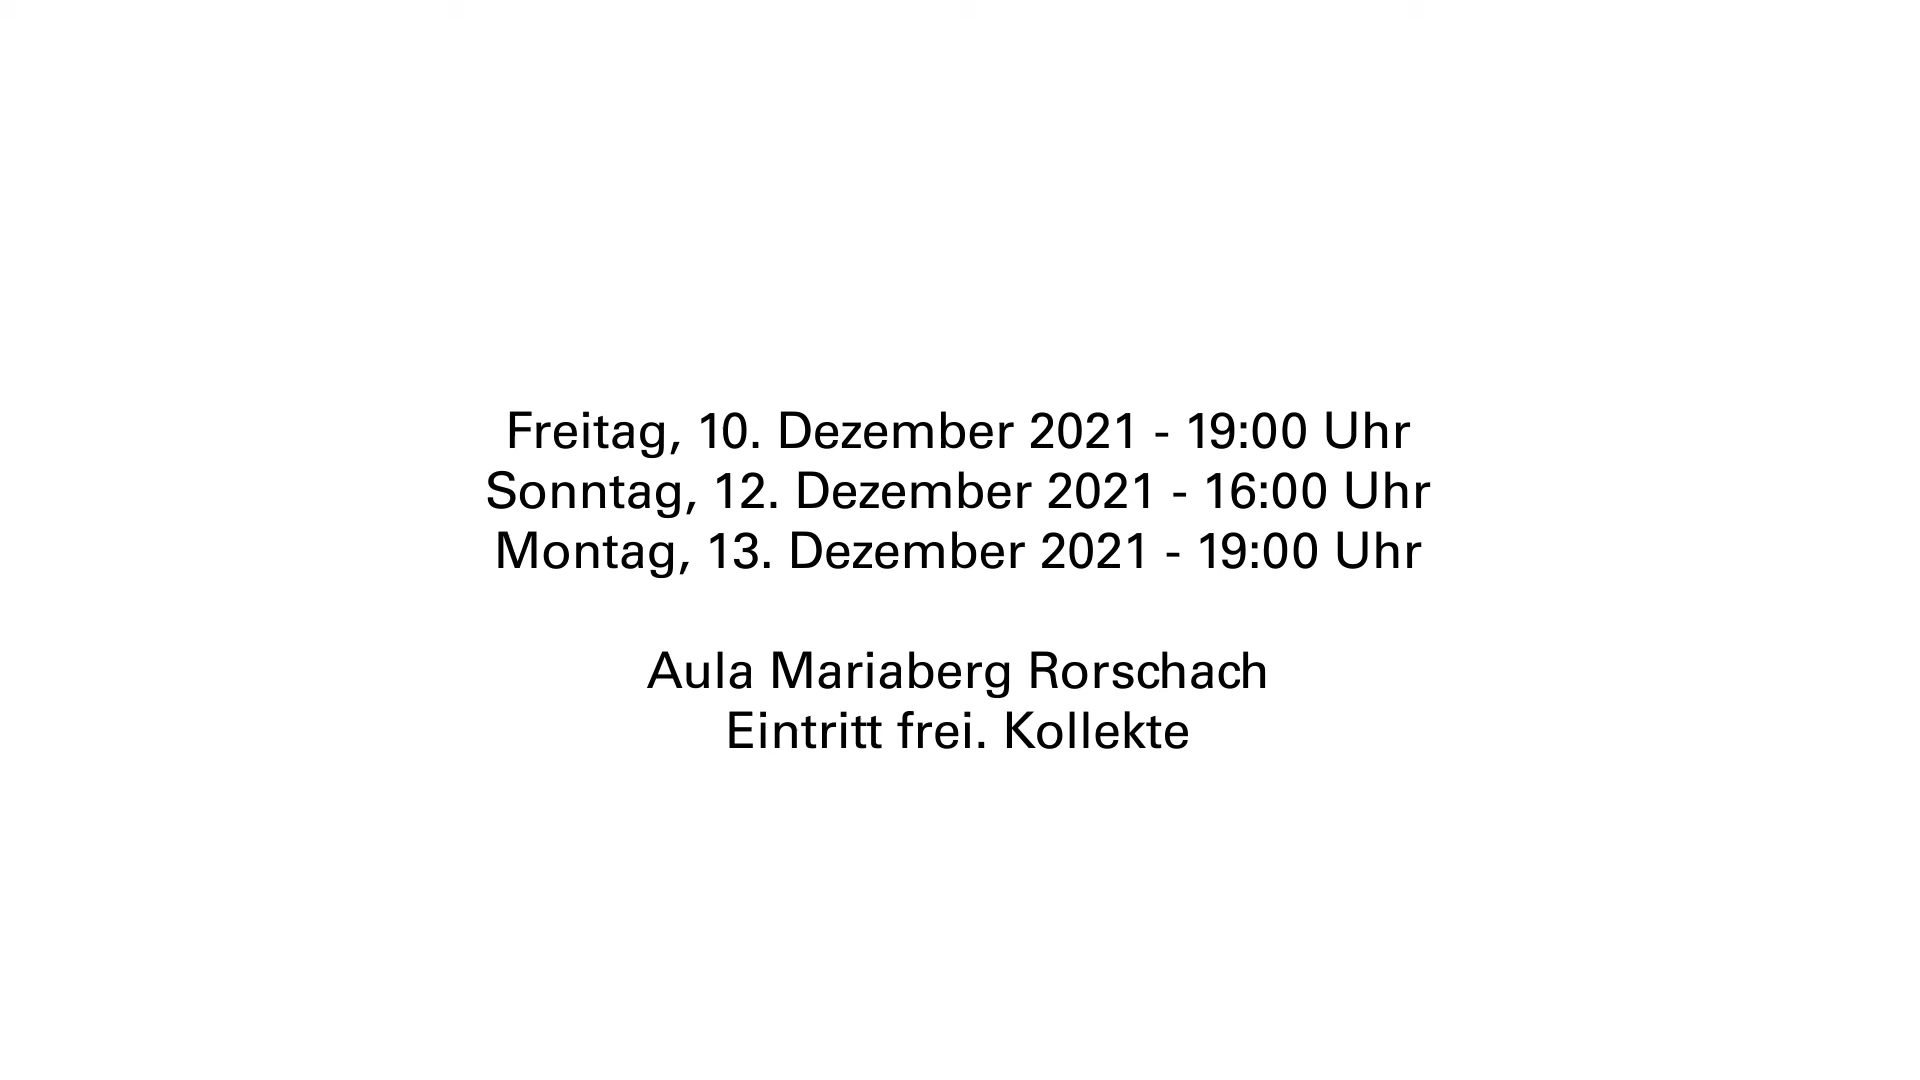 Freitag, 10. Dezember 2021 - 19:00 Uhr
Sonntag, 12. Dezember 2021 - 16:00 Uhr
Montag, 13. Dezember 2021 - 19:00 Uhr
Aula Mariaberg Rorschach
Eintritt frei. Kollekte